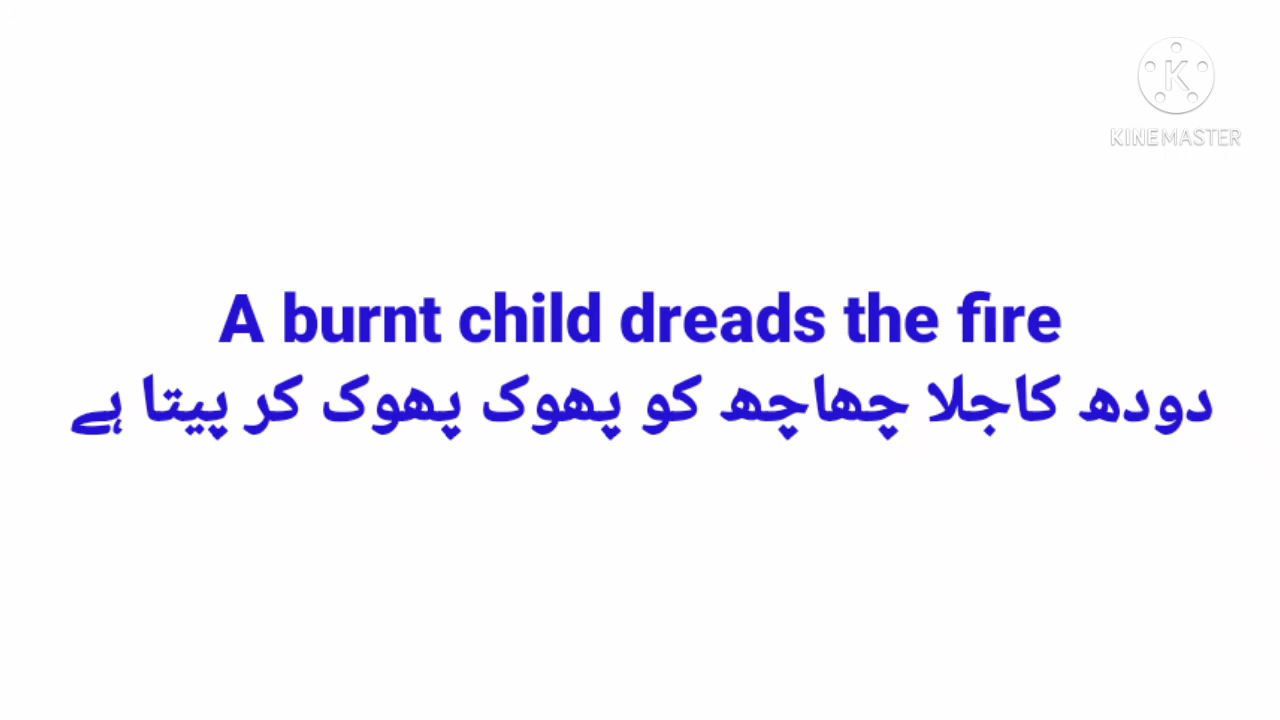 KINEMASTER
A burnt child dreads the fire
دودھ کاجلا چھاچھ کو پھوک پھوک کر پیتا ہے